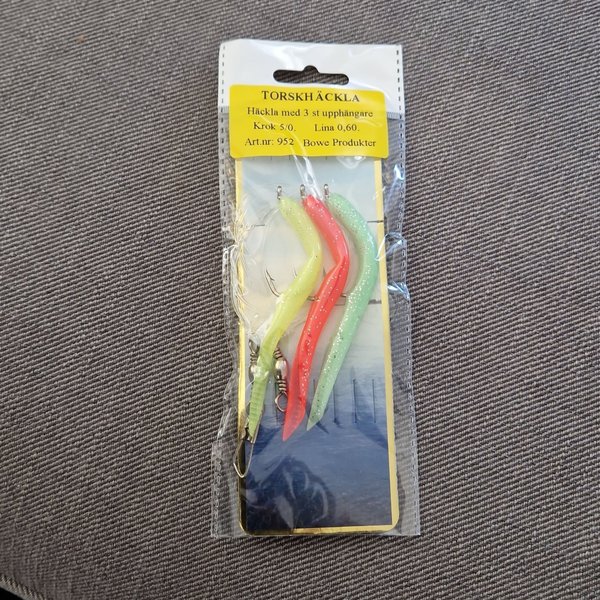 TORSKHÄCKLA
Häckla med 3 st upphängare
Krok 5/0. Lina 0,60.
Art.nr: 952 Bowe Produkter